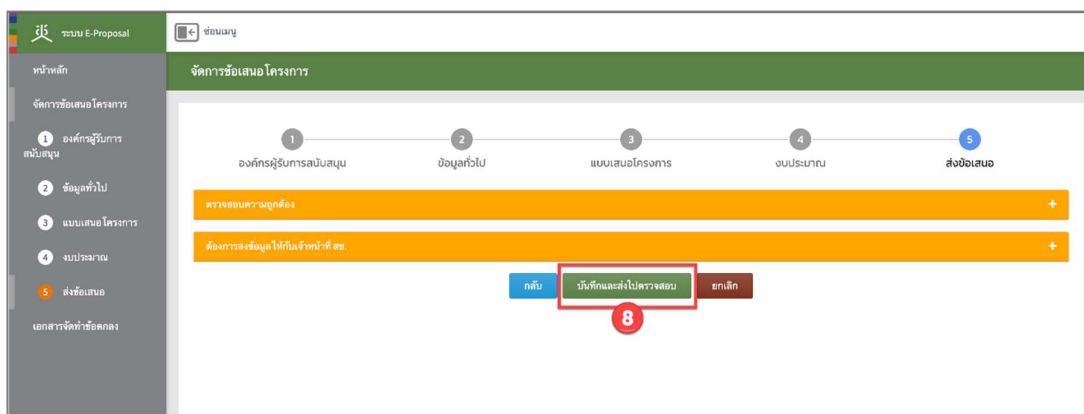 ระบบ E-Proposal
ซ่อนเมนู
หน้าหลัก
จัดการข้อเสนอโครงการ
จัดการข้อเสนอโครงการ
1 องค์กรผู้รับการ
สนับสนุน
2 ข้อมูลทั่วไป
3 แบบเสนอโครงการ
4 งบประมาณ
5 ส่งข้อเสนอ
เอกสารจัดทำข้อตกลง
1 2 3 4 5
องค์กรผู้รับการสนับสนุน ข้อมูลทั่วไป แบบเสนอโครงการ งบประมาณ ส่งข้อเสนอ
ตรวจสอบความถูกต้อง +
ต้องการส่งข้อมูลให้กับเจ้าหน้าที่ สช. +
กลับ บันทึกและส่งไปตรวจสอบ ยกเลิก
8